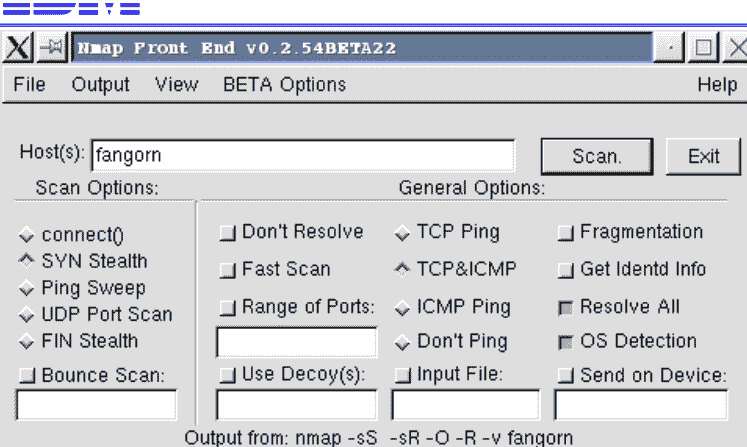 Nmap Front End v0.2.54BETA22
File Output View BETA Options Help
Host(s): fangorn Scan. Exit
Scan Options: General Options:
connect() Don't Resolve TCP Ping Fragmentation
SYN Stealth Fast Scan TCP&ICMP Get Identd Info
Ping Sweep Range of Ports: ICMP Ping Resolve All
UDP Port Scan Don't Ping OS Detection
FIN Stealth
Bounce Scan: Use Decoy(s): Input File: Send on Device:
Output from: nmap -sS -sR -O -R -v fangorn